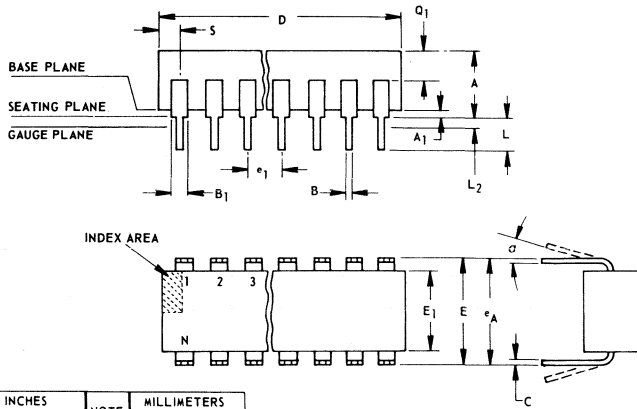 D
S
Q1
BASE PLANE
A
SEATING PLANE
GAUGE PLANE
A1
L
L2
e1
B1
B
INDEX AREA
a
1 2 3
E1 E eA
N
C
INCHES NOTE MILLIMETERS